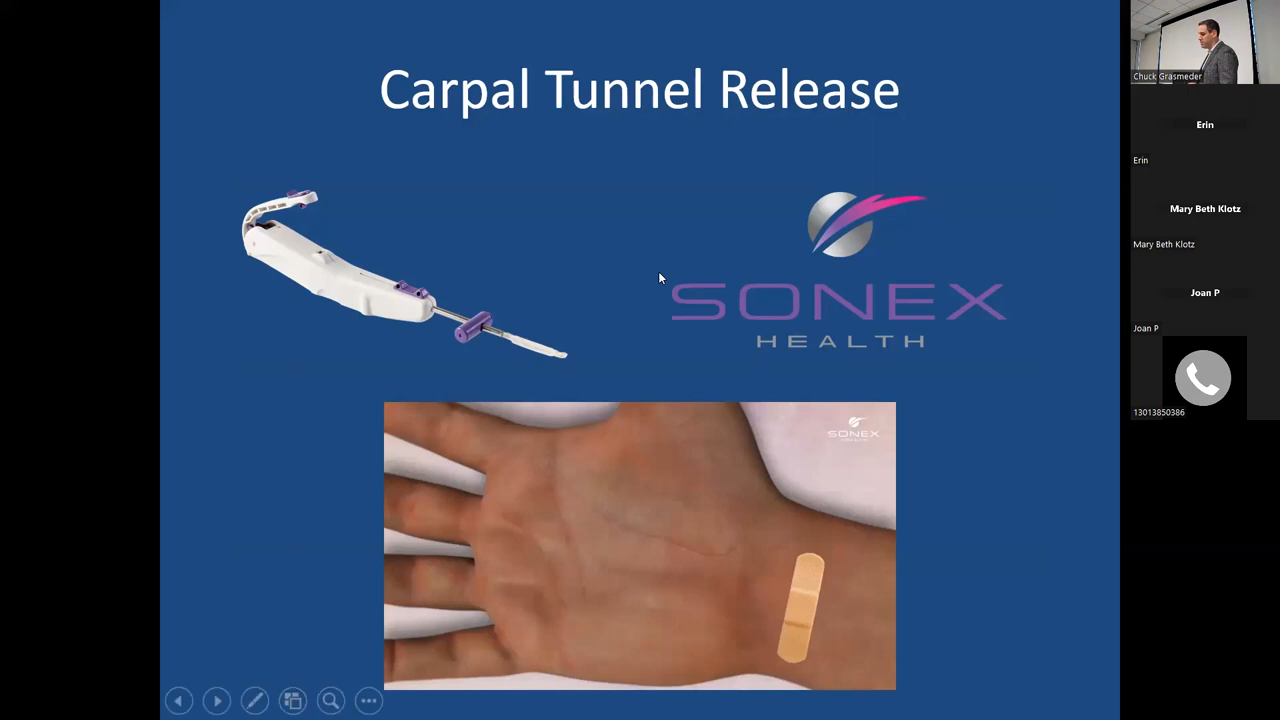 Carpal Tunnel Release
SONEX
HEALTH
SONEX
Chuck Grasmeder
Erin
Erin
Mary Beth Klotz
Mary Beth Klotz
Joan P
Joan P
13013850386